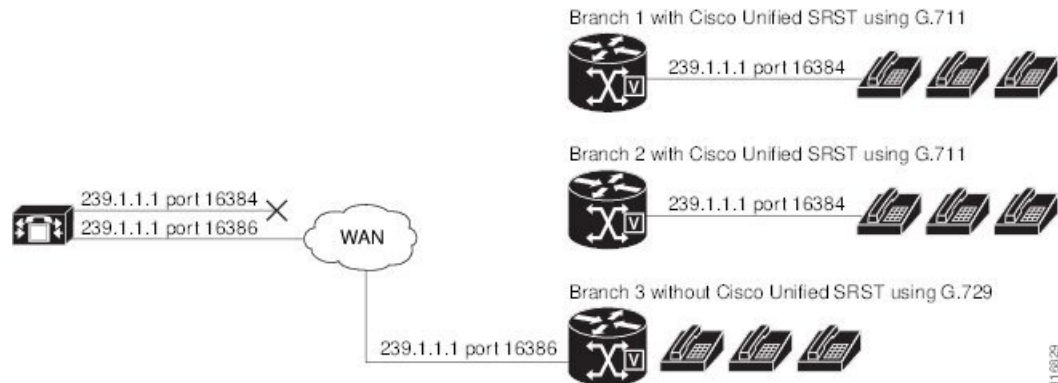 Branch 1 with Cisco Unified SRST using G.711
239.1.1.1 port 16384
V
Branch 2 with Cisco Unified SRST using G.711
239.1.1.1 port 16384
V
239.1.1.1 port 16384
239.1.1.1 port 16386
WAN
Branch 3 without Cisco Unified SRST using G.729
239.1.1.1 port 16386
V